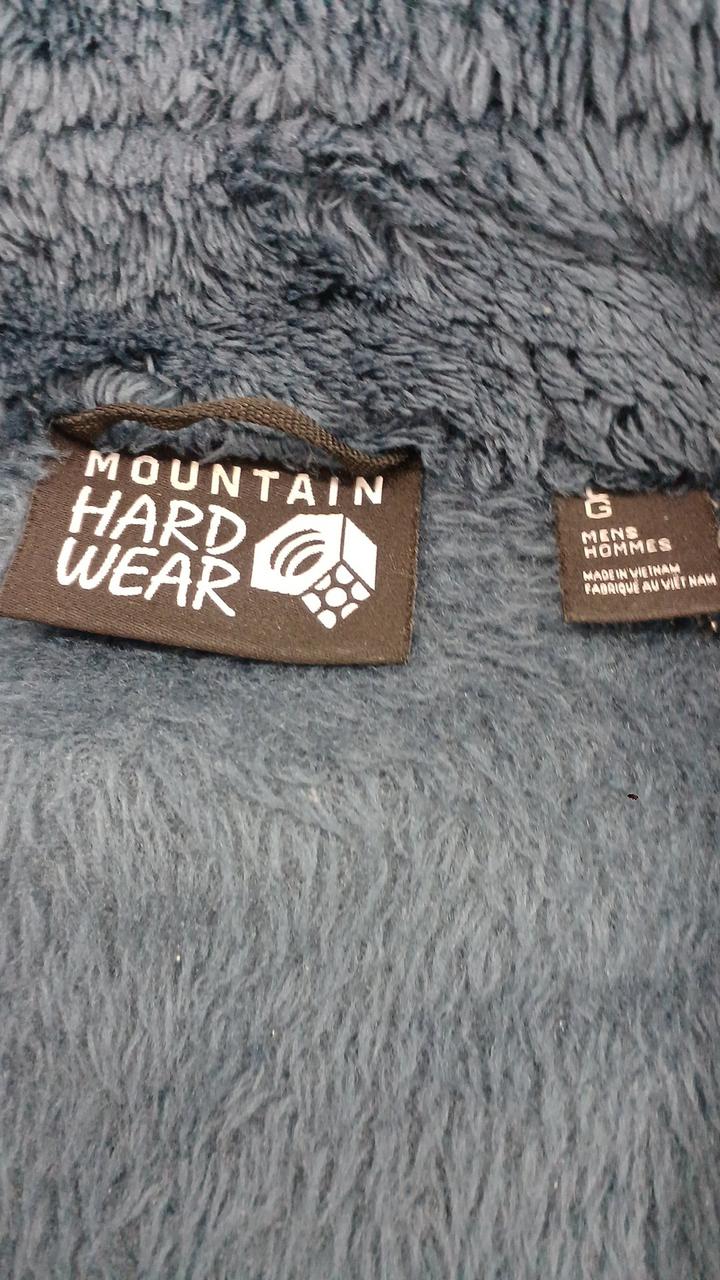 MOUNTAIN
HARD
WEAR
G
MENS
HOMMES
MADE IN VIETNAM
FABRIQUÉ AU VIÊT NAM